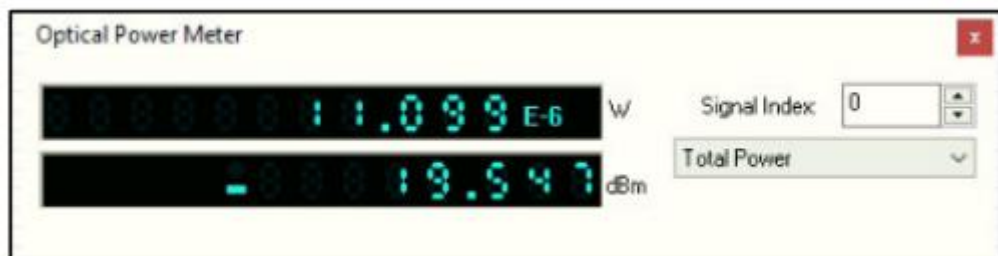 Optical Power Meter
x
11.099 E-6 W
Signal Index: 0
-19.547 dBm
Total Power